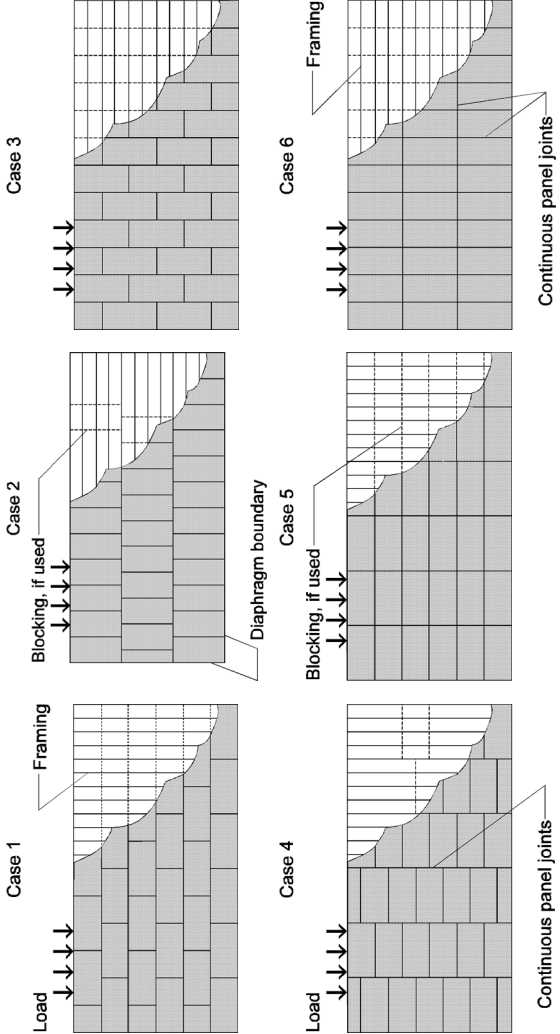 Case 1
Load
Framing
Case 2
Blocking, if used
Diaphragm boundary
Case 3
Case 4
Load
Continuous panel joints
Case 5
Blocking, if used
Case 6
Framing
Continuous panel joints